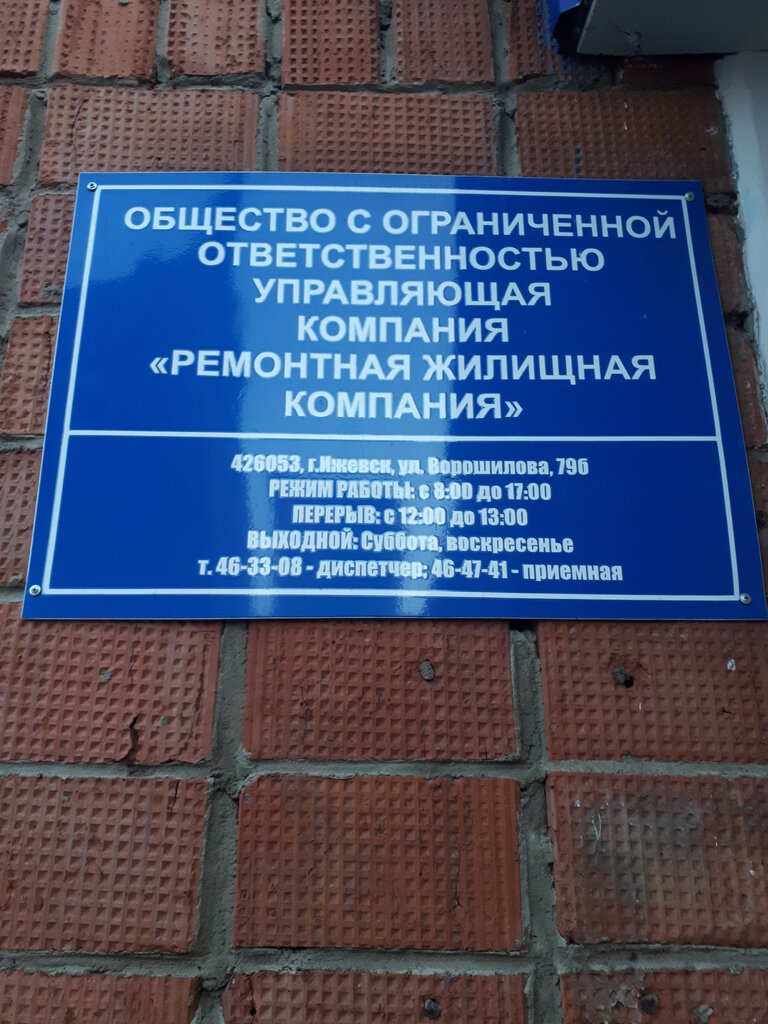 ОБЩЕСТВО С ОГРАНИЧЕННОЙ
ОТВЕТСТВЕННОСТЬЮ
УПРАВЛЯЮЩАЯ
КОМПАНИЯ
«РЕМОНТНАЯ ЖИЛИЩНАЯ
КОМПАНИЯ»
426053, г.Ижевск, ул. Ворошилова, 79б
РЕЖИМ РАБОТЫ: с 8:00 до 17:00
ПЕРЕРЫВ: с 12:00 до 13:00
ВЫХОДНОЙ: Суббота, воскресенье
т. 46-33-08 - диспетчер; 46-47-41 - приемная